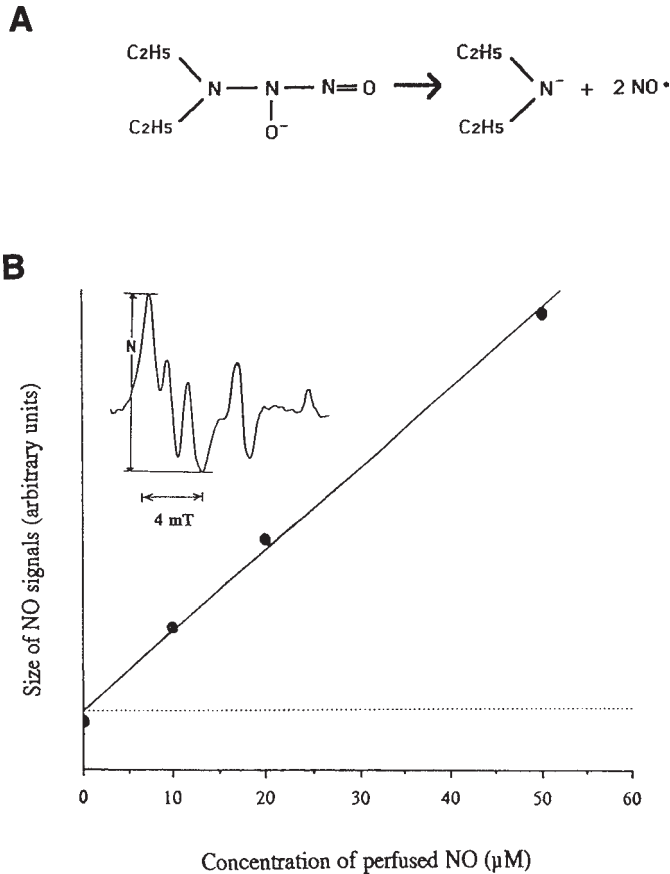 A
C2H5
C2H5
N — N — N=O
O⁻
C2H5
C2H5
N⁻ + 2 NO•
B
N
4 mT
Size of NO signals (arbitrary units)
0 10 20 30 40 50 60
Concentration of perfused NO (µM)